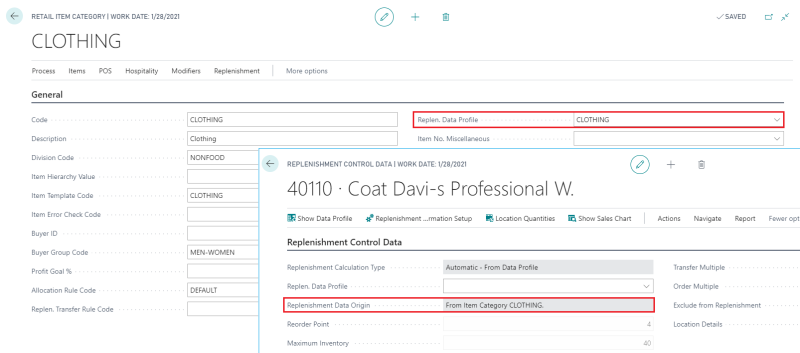 RETAIL ITEM CATEGORY | WORK DATE: 1/28/2021
SAVED
CLOTHING
Process Items POS Hospitality Modifiers Replenishment More options
General
Code CLOTHING
Replen. Data Profile CLOTHING
Description Clothing
Item No. Miscellaneous
Division Code NONFOOD
Item Hierarchy Value
Item Template Code CLOTHING
Item Error Check Code
Buyer ID
Buyer Group Code MEN-WOMEN
Profit Goal %
Allocation Rule Code DEFAULT
Replen. Transfer Rule Code
REPLENISHMENT CONTROL DATA | WORK DATE: 1/28/2021
40110 · Coat Davi-s Professional W.
Show Data Profile Replenishment ...rmation Setup Location Quantities Show Sales Chart Actions Navigate Report Fewer opt
Replenishment Control Data
Replenishment Calculation Type Automatic - From Data Profile
Transfer Multiple
Replen. Data Profile
Order Multiple
Replenishment Data Origin From Item Category CLOTHING.
Exclude from Replenishment
Reorder Point 4
Location Details
Maximum Inventory 40